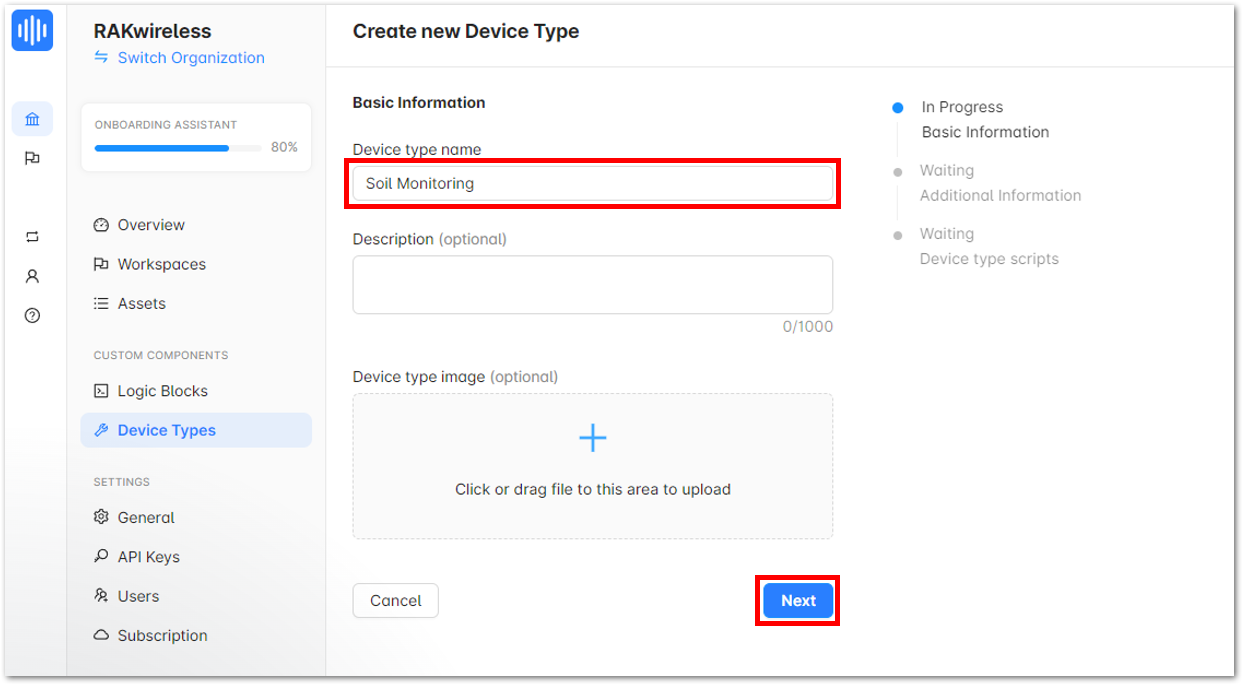 RAKwireless
Switch Organization
ONBOARDING ASSISTANT
80%
Overview
Workspaces
Assets
CUSTOM COMPONENTS
Logic Blocks
Device Types
SETTINGS
General
API Keys
Users
Subscription
Create new Device Type
Basic Information
Device type name
Soil Monitoring
Description (optional)
0/1000
Device type image (optional)
Click or drag file to this area to upload
Cancel
Next
In Progress
Basic Information
Waiting
Additional Information
Waiting
Device type scripts